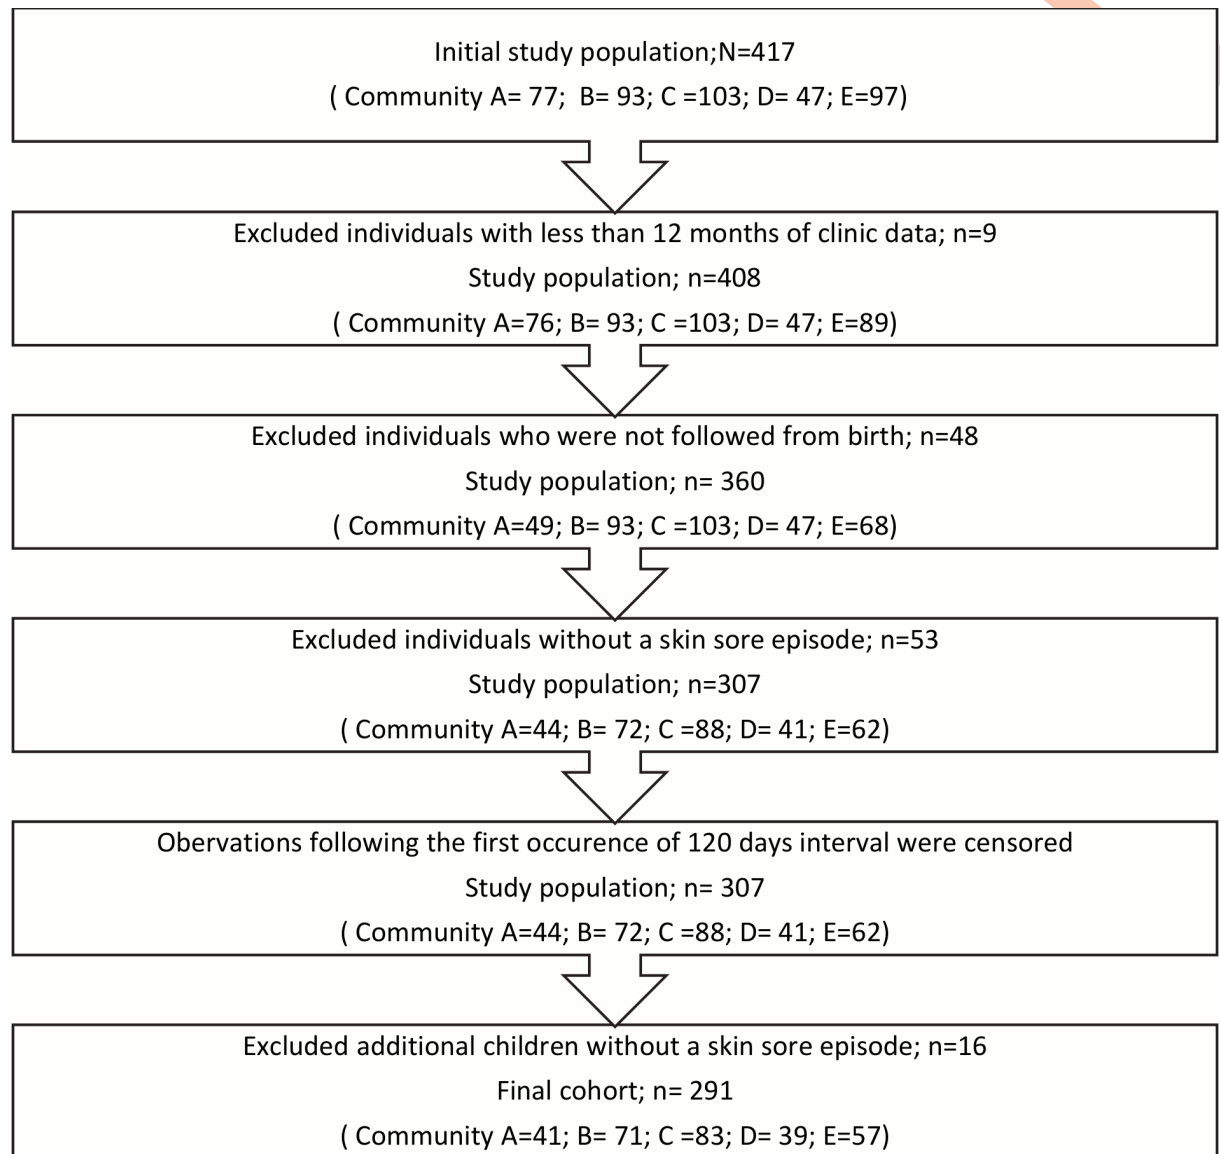 Initial study population;N=417
( Community A= 77;  B= 93; C =103; D= 47; E=97)
Excluded individuals with less than 12 months of clinic data; n=9
Study population; n=408
( Community A=76; B= 93; C =103; D= 47; E=89)
Excluded individuals who were not followed from birth; n=48
Study population; n= 360
( Community A=49; B= 93; C =103; D= 47; E=68)
Excluded individuals without a skin sore episode; n=53
Study population; n=307
( Community A=44; B= 72; C =88; D= 41; E=62)
Obervations following the first occurence of 120 days interval were censored
Study population; n= 307
( Community A=44; B= 72; C =88; D= 41; E=62)
Excluded additional children without a skin sore episode; n=16
Final cohort; n= 291
( Community A=41; B= 71; C =83; D= 39; E=57)